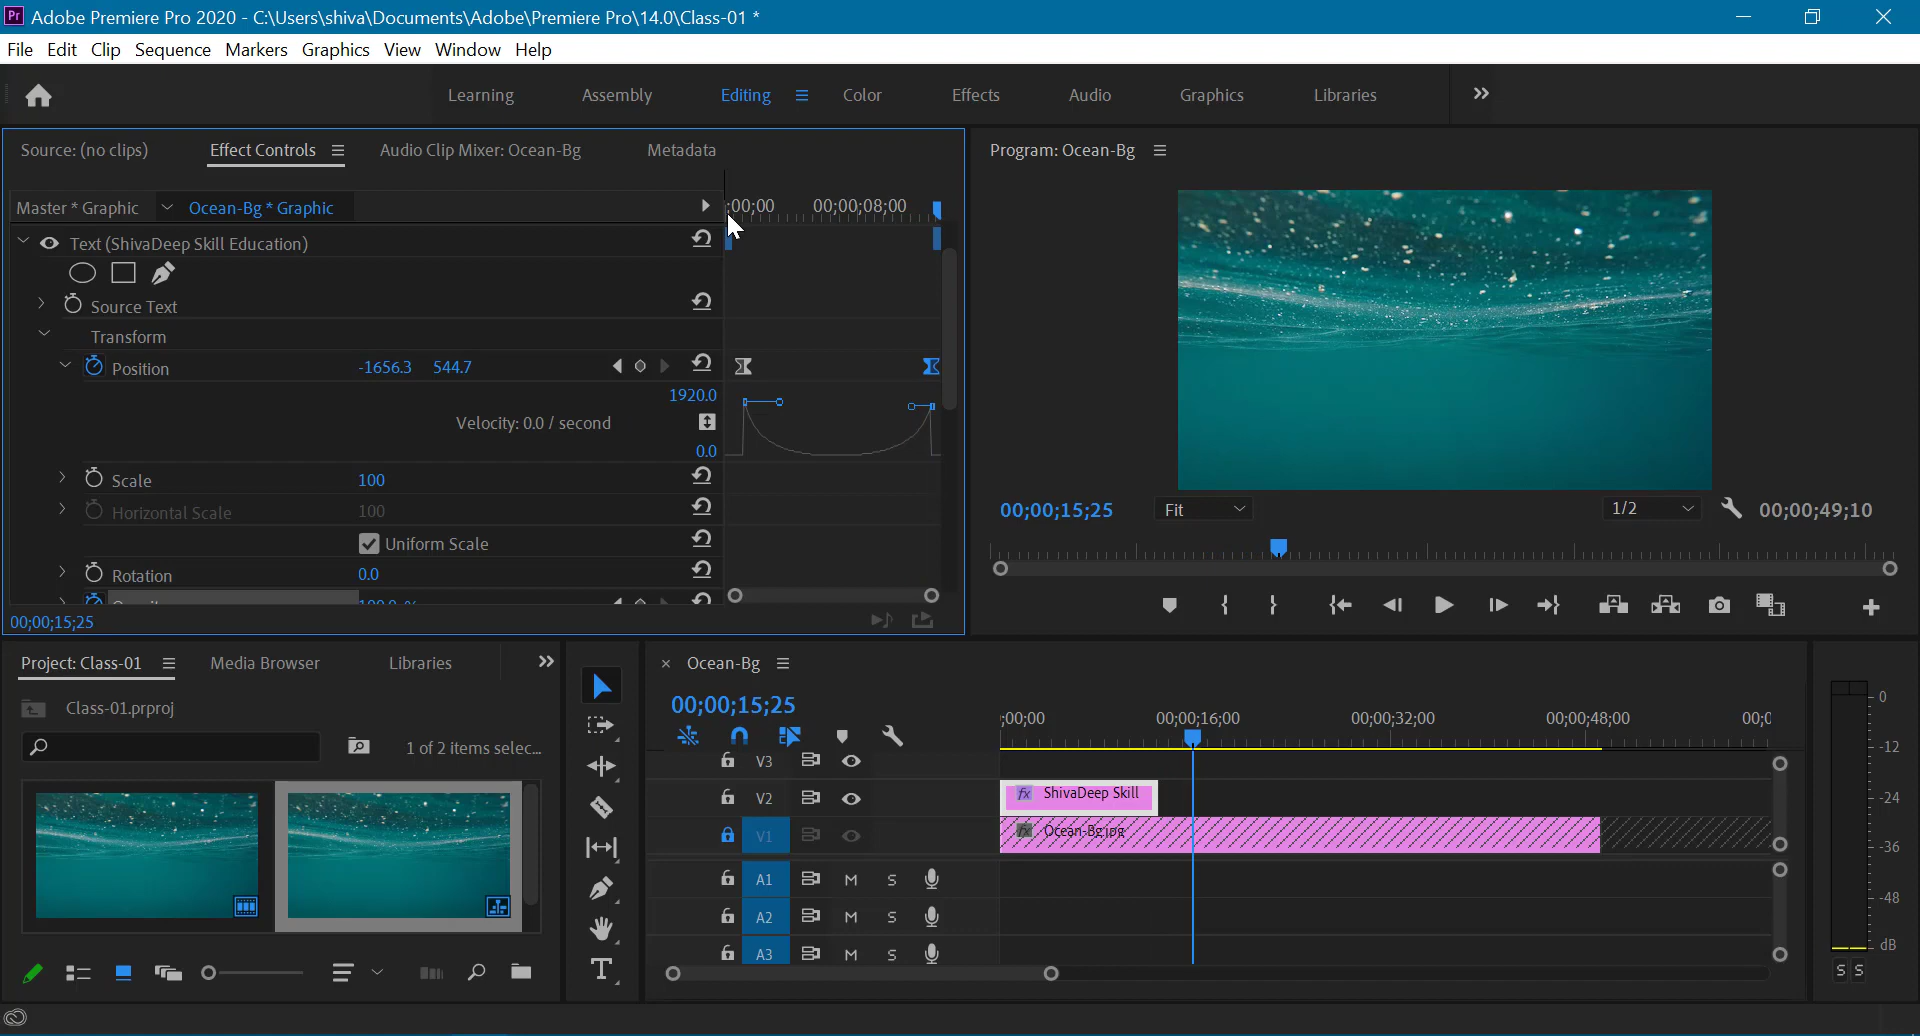 Pr Adobe Premiere Pro 2020 - C:\Users\shiva\Documents\Adobe\Premiere Pro\14.0\Class-01 *
File Edit Clip Sequence Markers Graphics View Window Help
Learning Assembly Editing Color Effects Audio Graphics Libraries
Source: (no clips) Effect Controls Audio Clip Mixer: Ocean-Bg Metadata
Program: Ocean-Bg
Master * Graphic Ocean-Bg * Graphic
;00;00 00;00;08;00
Text (ShivaDeep Skill Education)
Source Text
Transform
Position -1656.3 544.7
1920.0
Velocity: 0.0 / second
0.0
Scale 100
Horizontal Scale 100
Uniform Scale
Rotation 0.0
00;00;15;25
00;00;15;25 Fit 1/2 00;00;49;10
Project: Class-01 Media Browser Libraries
Class-01.prproj
1 of 2 items selec...
Ocean-Bg
00;00;15;25
;00;00 00;00;16;00 00;00;32;00 00;00;48;00 00;0
V3
V2 fx ShivaDeep Skill
V1 fx Ocean-Bg.jpg
A1 M S
A2 M S
A3 M S
T
0
-12
-24
-36
-48
dB
S S